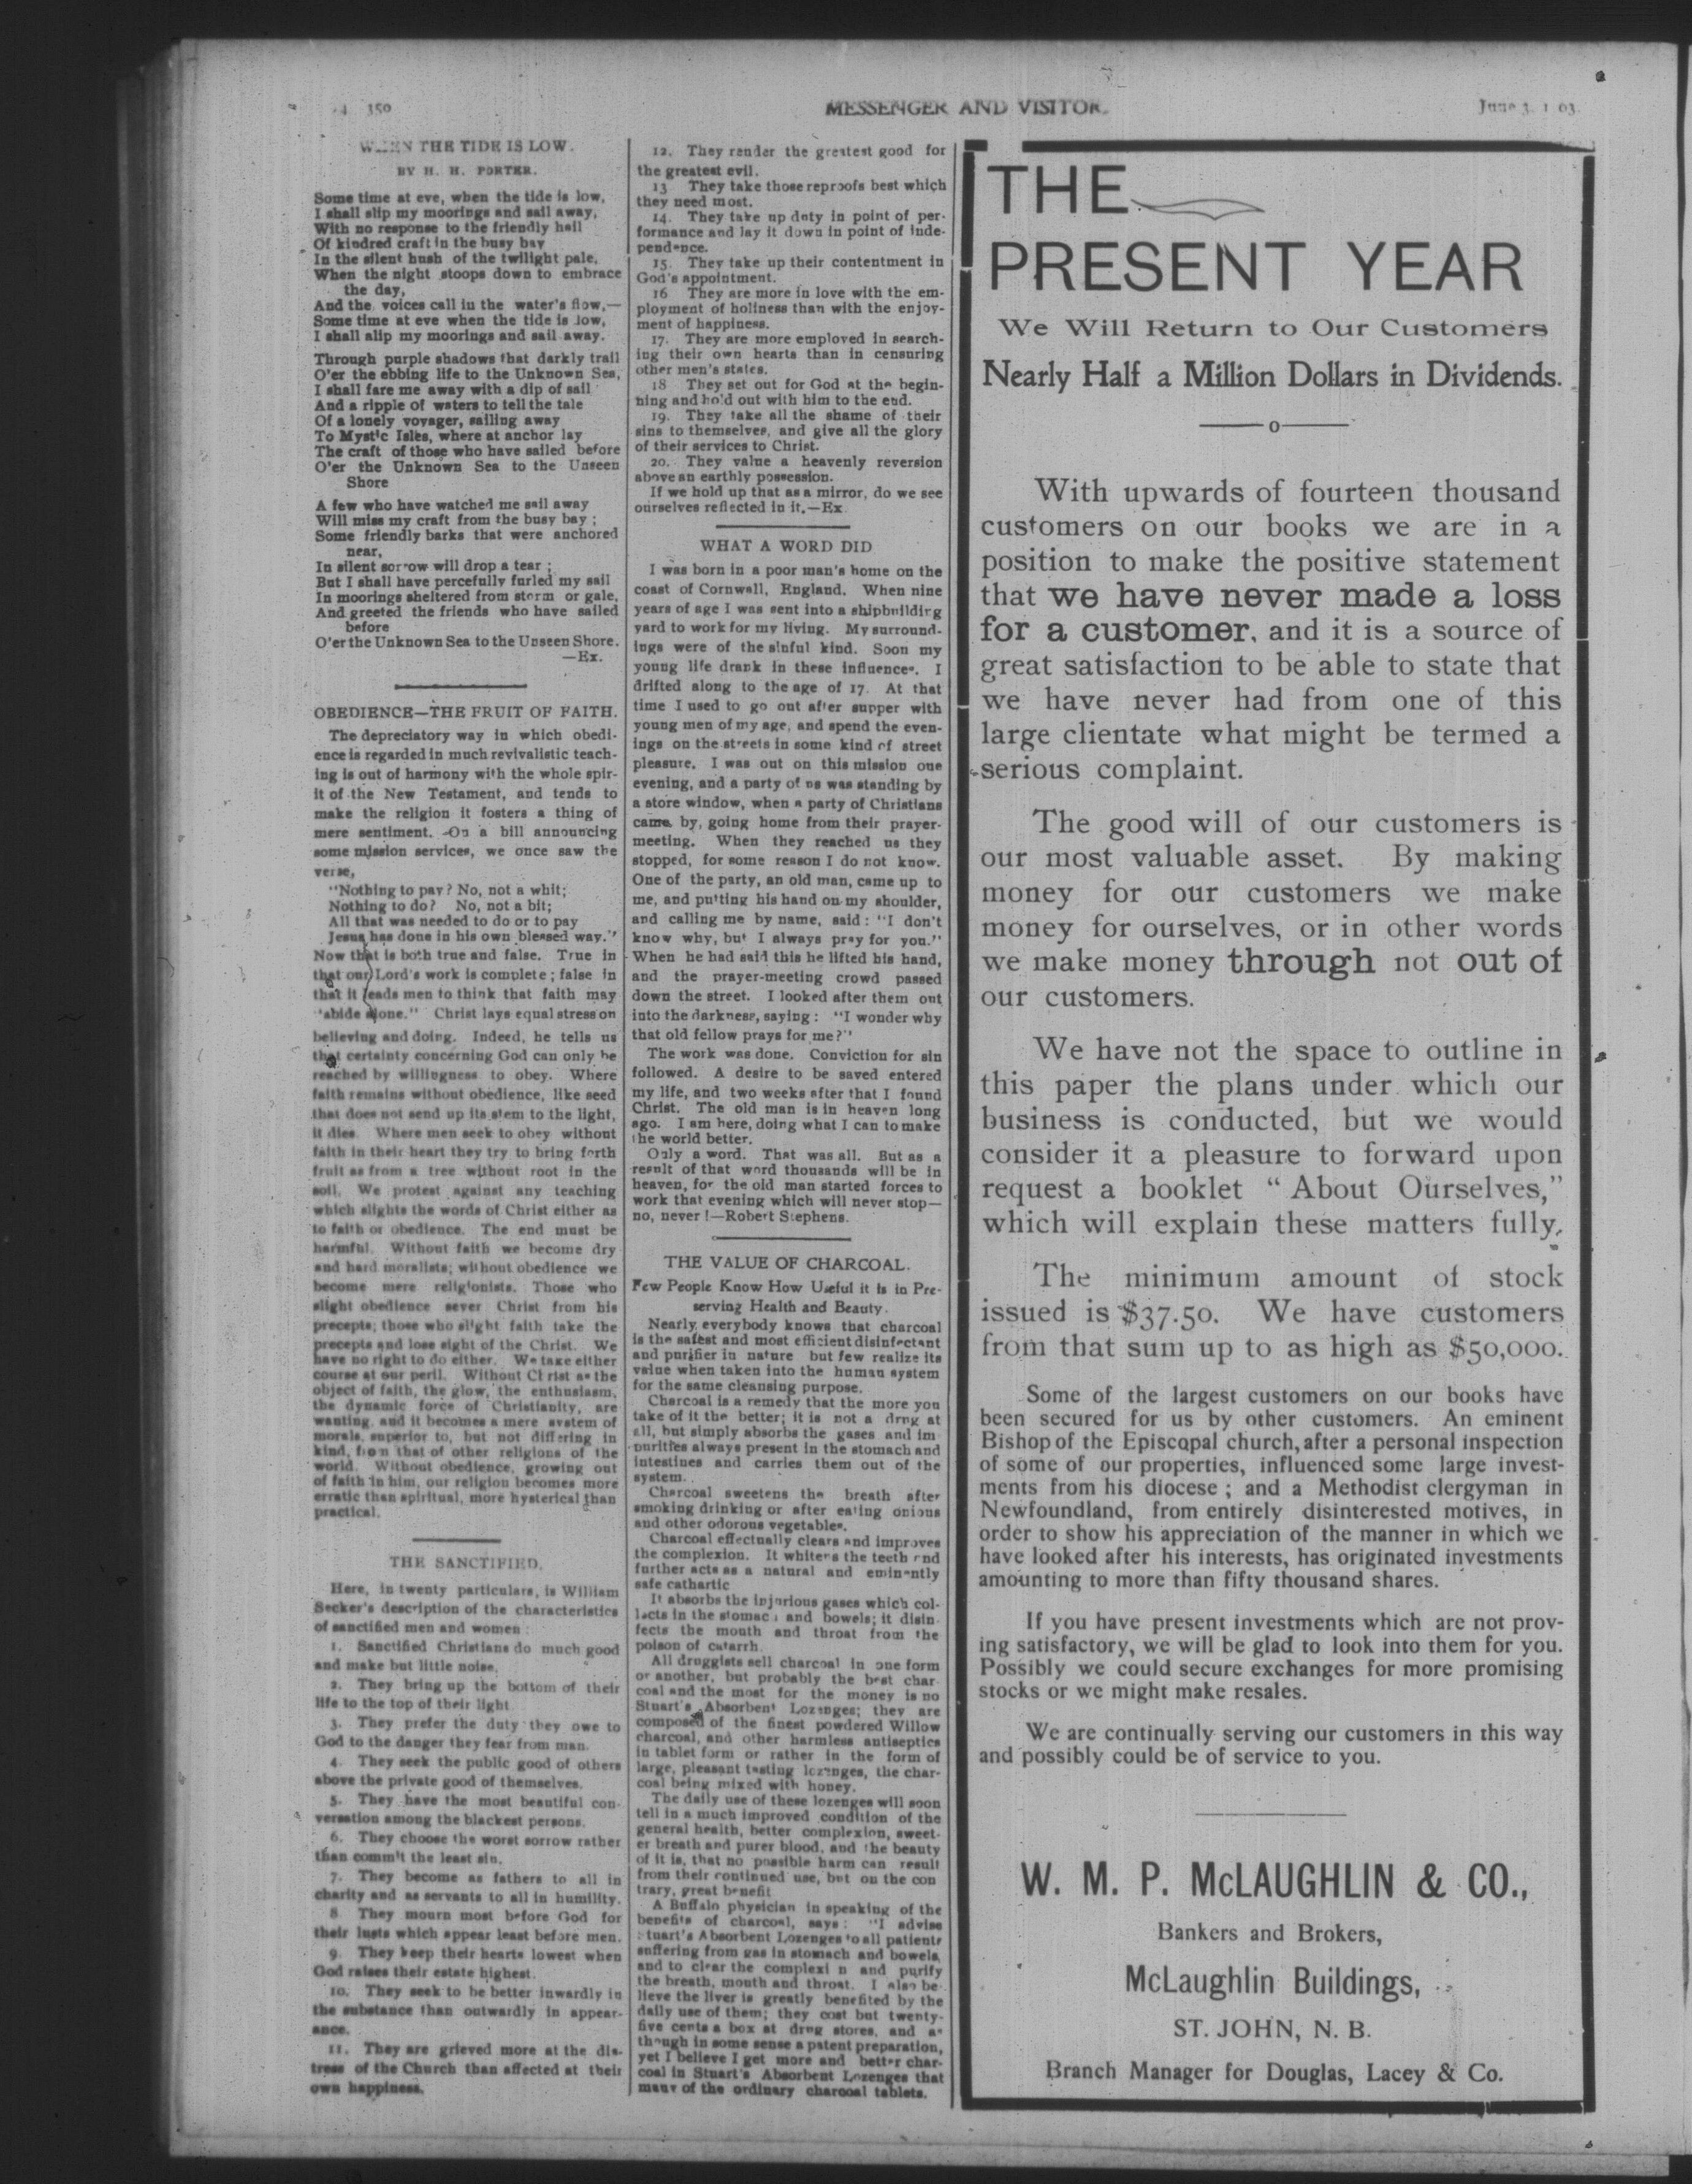 4 350
MESSENGER AND VISITOR.
June 3, 1 03.
WHEN THE TIDE IS LOW.
BY H. H. PORTER.
Some time at eve, when the tide is low,
I shall slip my moorings and sail away,
With no response to the friendly hail
Of kindred craft in the busy bay
In the silent hush of the twilight pale,
When the night stoops down to embrace
the day,
And the voices call in the water's flow,—
Some time at eve when the tide is low,
I shall slip my moorings and sail away.
Through purple shadows that darkly trail
O'er the ebbing life to the Unknown Sea,
I shall fare me away with a dip of sail
And a ripple of waters to tell the tale
Of a lonely voyager, sailing away
To Mystic Isles, where at anchor lay
The craft of those who have sailed before
O'er the Unknown Sea to the Unseen
Shore
A few who have watched me sail away
Will miss my craft from the busy bay ;
Some friendly barks that were anchored
near,
In silent sorrow will drop a tear ;
But I shall have percefully furled my sail
In moorings sheltered from storm or gale,
And greeted the friends who have sailed
before
O'er the Unknown Sea to the Unseen Shore.
—Ex.
OBEDIENCE—THE FRUIT OF FAITH.
The depreciatory way in which obedi-
ence is regarded in much revivalistic teach-
ing is out of harmony with the whole spir-
it of the New Testament, and tends to
make the religion it fosters a thing of
mere sentiment. On a bill announcing
some mission services, we once saw the
verse,
"Nothing to pay? No, not a whit;
Nothing to do? No, not a bit;
All that was needed to do or to pay
Jesus has done in his own blessed way."
Now that is both true and false. True in
that our Lord's work is complete ; false in
that it leads men to think that faith may
'abide alone." Christ lays equal stress on
believing and doing. Indeed, he tells us
that certainty concerning God can only be
reached by willingness to obey. Where
faith remains without obedience, like seed
that does not send up its stem to the light,
it dies. Where men seek to obey without
faith in their heart they try to bring forth
fruit as from a tree without root in the
soil. We protest against any teaching
which slights the words of Christ either as
to faith or obedience. The end must be
harmful. Without faith we become dry
and hard moralists; without obedience we
become mere religionists. Those who
slight obedience sever Christ from his
precepts; those who slight faith take the
precepts and lose sight of the Christ. We
have no right to do either. We take either
course at our peril. Without Christ as the
object of faith, the glow, the enthusiasm,
the dynamic force of Christianity, are
wanting, and it becomes a mere system of
morals, superior to, but not differing in
kind, from that of other religions of the
world. Without obedience, growing out
of faith in him, our religion becomes more
erratic than spiritual, more hysterical than
practical.
THE SANCTIFIED.
Here, in twenty particulars, is William
Secker's description of the characteristics
of sanctified men and women :
1. Sanctified Christians do much good
and make but little noise.
2. They bring up the bottom of their
life to the top of their light
3. They prefer the duty they owe to
God to the danger they fear from man.
4. They seek the public good of others
above the private good of themselves.
5. They have the most beautiful con-
versation among the blackest persons.
6. They choose the worst sorrow rather
than commit the least sin.
7. They become as fathers to all in
charity and as servants to all in humility.
8 They mourn most before God for
their lusts which appear least before men.
9. They keep their hearts lowest when
God raises their estate highest.
10. They seek to be better inwardly in
the substance than outwardly in appear-
ance.
11. They are grieved more at the dis-
tress of the Church than affected at their
own happiness.
12. They render the greatest good for
the greatest evil.
13 They take those reproofs best which
they need most.
14. They take up duty in point of per-
formance and lay it down in point of inde-
pendence.
15. They take up their contentment in
God's appointment.
16 They are more in love with the em-
ployment of holiness than with the enjoy-
ment of happiness.
17. They are more employed in search-
ing their own hearts than in censuring
other men's states.
18 They set out for God at the begin-
ning and hold out with him to the end.
19. They take all the shame of their
sins to themselves, and give all the glory
of their services to Christ.
20. They value a heavenly reversion
above an earthly possession.
If we hold up that as a mirror, do we see
ourselves reflected in it.—Ex.
WHAT A WORD DID
I was born in a poor man's home on the
coast of Cornwall, England. When nine
years of age I was sent into a shipbuilding
yard to work for my living. My surround-
ings were of the sinful kind. Soon my
young life drank in these influences. I
drifted along to the age of 17. At that
time I used to go out after supper with
young men of my age, and spend the even-
ings on the streets in some kind of street
pleasure. I was out on this mission one
evening, and a party of us was standing by
a store window, when a party of Christians
came by, going home from their prayer-
meeting. When they reached us they
stopped, for some reason I do not know.
One of the party, an old man, came up to
me, and putting his hand on my shoulder,
and calling me by name, said : "I don't
know why, but I always pray for you."
When he had said this he lifted his hand,
and the prayer-meeting crowd passed
down the street. I looked after them out
into the darkness, saying : "I wonder why
that old fellow prays for me?"
The work was done. Conviction for sin
followed. A desire to be saved entered
my life, and two weeks after that I found
Christ. The old man is in heaven long
ago. I am here, doing what I can to make
the world better.
Only a word. That was all. But as a
result of that word thousands will be in
heaven, for the old man started forces to
work that evening which will never stop—
no, never !—Robert Stephens.
THE VALUE OF CHARCOAL.
Few People Know How Useful it is in Pre-
serving Health and Beauty.
Nearly everybody knows that charcoal
is the safest and most efficient disinfectant
and purifier in nature but few realize its
value when taken into the human system
for the same cleansing purpose.
Charcoal is a remedy that the more you
take of it the better; it is not a drug at
all, but simply absorbs the gases and im
purities always present in the stomach and
intestines and carries them out of the
system.
Charcoal sweetens the breath after
smoking drinking or after eating onions
and other odorous vegetables.
Charcoal effectually clears and improves
the complexion. It whitens the teeth and
further acts as a natural and eminently
safe cathartic
It absorbs the injurious gases which col-
lects in the stomac and bowels; it disin-
fects the mouth and throat from the
poison of catarrh.
All druggists sell charcoal in one form
or another, but probably the best char-
coal and the most for the money is no
Stuart's Absorbent Lozenges; they are
composed of the finest powdered Willow
charcoal, and other harmless antiseptics
in tablet form or rather in the form of
large, pleasant tasting lozenges, the char-
coal being mixed with honey.
The daily use of these lozenges will soon
tell in a much improved condition of the
general health, better complexion, sweet-
er breath and purer blood, and the beauty
of it is, that no possible harm can result
from their continued use, but on the con
trary, great benefit
A Buffalo physician in speaking of the
benefits of charcoal, says : "I advise
tuart's Absorbent Lozenges to all patients
suffering from gas in stomach and bowels,
and to clear the complexi n and purify
the breath, mouth and throat. I also be-
lieve the liver is greatly benefited by the
daily use of them; they cost but twenty-
five cents a box at drug stores, and al-
though in some sense a patent preparation,
yet I believe I get more and better char-
coal in Stuart's Absorbent Lozenges that
many of the ordinary charcoal tablets.
THE
PRESENT YEAR
We Will Return to Our Customers
Nearly Half a Million Dollars in Dividends.
o
With upwards of fourteen thousand
customers on our books we are in a
position to make the positive statement
that we have never made a loss
for a customer, and it is a source of
great satisfaction to be able to state that
we have never had from one of this
large clientate what might be termed a
serious complaint.
The good will of our customers is
our most valuable asset. By making
money for our customers we make
money for ourselves, or in other words
we make money through not out of
our customers.
We have not the space to outline in
this paper the plans under which our
business is conducted, but we would
consider it a pleasure to forward upon
request a booklet "About Ourselves,"
which will explain these matters fully.
The minimum amount of stock
issued is $37.50. We have customers
from that sum up to as high as $50,000.
Some of the largest customers on our books have
been secured for us by other customers. An eminent
Bishop of the Episcopal church, after a personal inspection
of some of our properties, influenced some large invest-
ments from his diocese ; and a Methodist clergyman in
Newfoundland, from entirely disinterested motives, in
order to show his appreciation of the manner in which we
have looked after his interests, has originated investments
amounting to more than fifty thousand shares.
If you have present investments which are not prov-
ing satisfactory, we will be glad to look into them for you.
Possibly we could secure exchanges for more promising
stocks or we might make resales.
We are continually serving our customers in this way
and possibly could be of service to you.
W. M. P. McLAUGHLIN & CO.,
Bankers and Brokers,
McLaughlin Buildings,
ST. JOHN, N. B.
Branch Manager for Douglas, Lacey & Co.